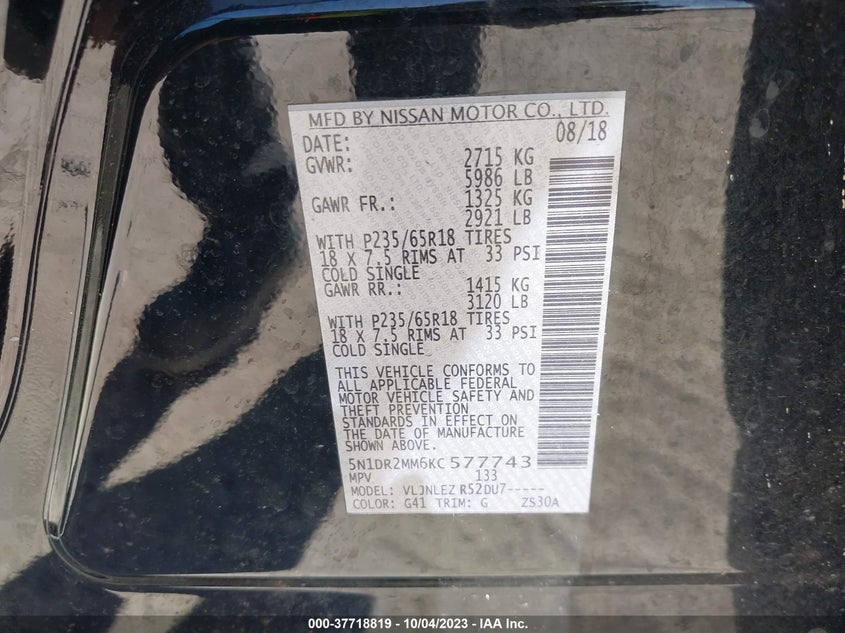 MFD BY NISSAN MOTOR CO., LTD.
DATE: 08/18
GVWR: 2715 KG
5986 LB
GAWR FR.: 1325 KG
2921 LB
WITH P235/65R18 TIRES
18 X 7.5 RIMS AT 33 PSI
COLD SINGLE
GAWR RR.: 1415 KG
3120 LB
WITH P235/65R18 TIRES
18 X 7.5 RIMS AT 33 PSI
COLD SINGLE
THIS VEHICLE CONFORMS TO
ALL APPLICABLE FEDERAL
MOTOR VEHICLE SAFETY AND
THEFT PREVENTION
STANDARDS IN EFFECT ON
THE DATE OF MANUFACTURE
SHOWN ABOVE.
5N1DR2MM6KC 577743
MPV 133
MODEL: VLJNLEZ R52DU7-----
COLOR: G41 TRIM: G ZS30A
000-37718819 - 10/04/2023 - IAA Inc.